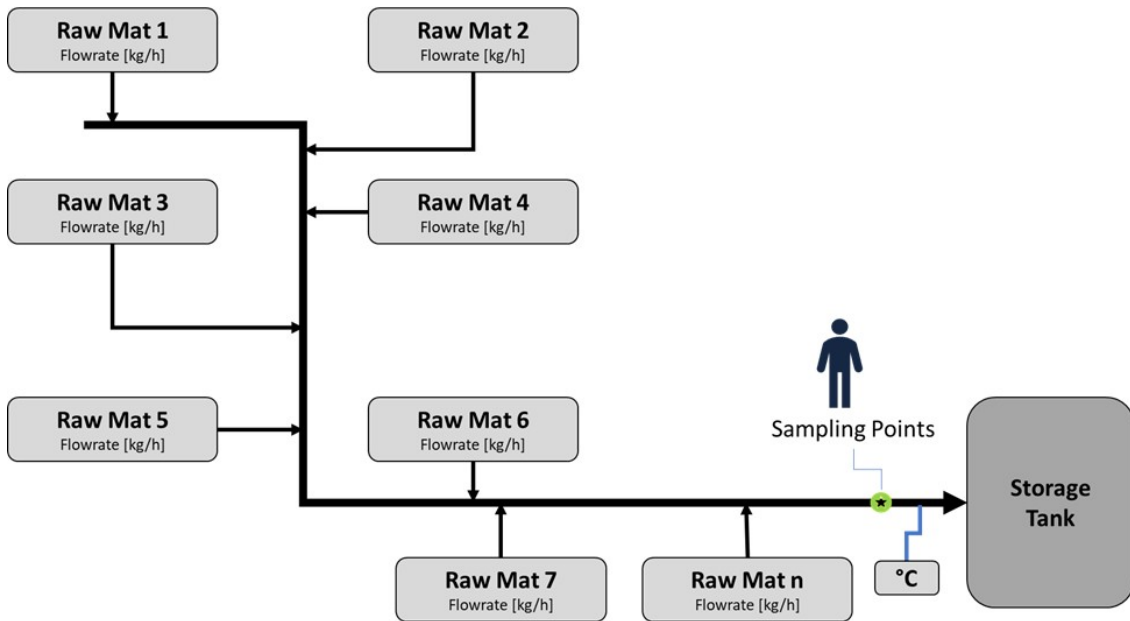 Raw Mat 1
Flowrate [kg/h]
Raw Mat 2
Flowrate [kg/h]
Raw Mat 3
Flowrate [kg/h]
Raw Mat 4
Flowrate [kg/h]
Raw Mat 5
Flowrate [kg/h]
Raw Mat 6
Flowrate [kg/h]
Sampling Points
Storage
Tank
Raw Mat 7
Flowrate [kg/h]
Raw Mat n
Flowrate [kg/h]
°C